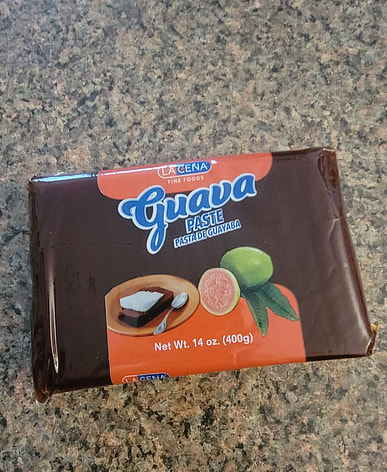 LA CENA
FINE FOODS
Guava
PASTE
PASTA DE GUAYABA
Net Wt. 14 oz. (400g)
LA CENA